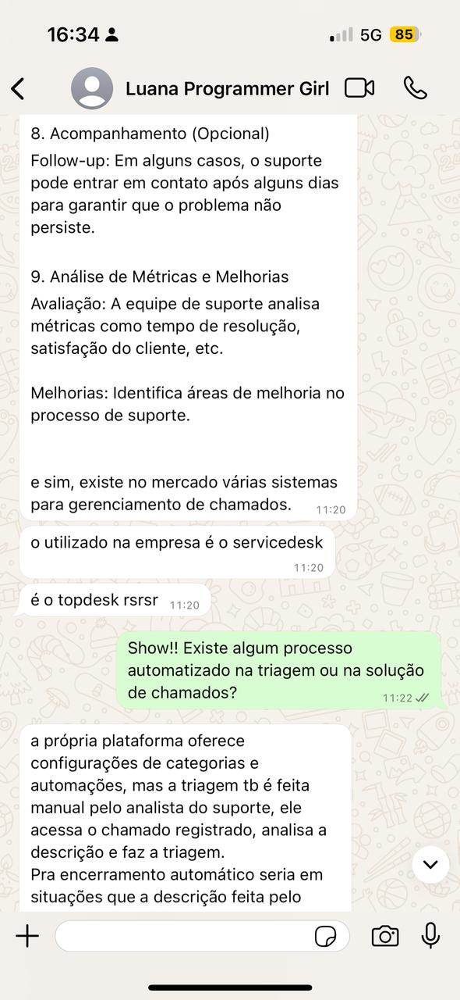 16:34
5G 85
Luana Programmer Girl
8. Acompanhamento (Opcional)
Follow-up: Em alguns casos, o suporte
pode entrar em contato após alguns dias
para garantir que o problema não
persiste.
9. Análise de Métricas e Melhorias
Avaliação: A equipe de suporte analisa
métricas como tempo de resolução,
satisfação do cliente, etc.
Melhorias: Identifica áreas de melhoria no
processo de suporte.
e sim, existe no mercado várias sistemas
para gerenciamento de chamados. 11:20
o utilizado na empresa é o servicedesk
11:20
é o topdesk rsrsr 11:20
Show!! Existe algum processo
automatizado na triagem ou na solução
de chamados? 11:22
a própria plataforma oferece
configurações de categorias e
automações, mas a triagem tb é feita
manual pelo analista do suporte, ele
acessa o chamado registrado, analisa a
descrição e faz a triagem.
Pra encerramento automático seria em
situações que a descrição feita pelo